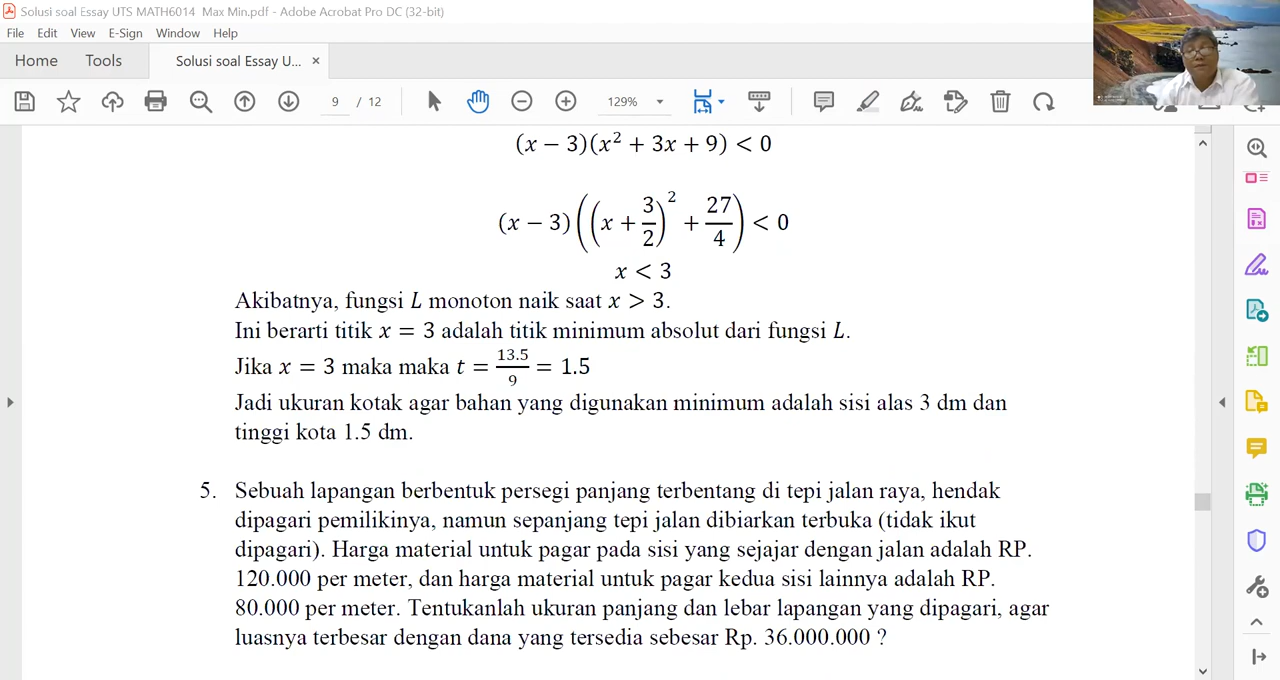 Solusi soal Essay UTS MATH6014 Max Min.pdf - Adobe Acrobat Pro DC (32-bit)
File Edit View E-Sign Window Help
Home Tools Solusi soal Essay U... ×
9 / 12 129%
(x − 3)(x² + 3x + 9) < 0
(x − 3)((x + 3/2)² + 27/4) < 0
x < 3
Akibatnya, fungsi L monoton naik saat x > 3.
Ini berarti titik x = 3 adalah titik minimum absolut dari fungsi L.
Jika x = 3 maka maka t = 13.5/9 = 1.5
Jadi ukuran kotak agar bahan yang digunakan minimum adalah sisi alas 3 dm dan
tinggi kota 1.5 dm.
5. Sebuah lapangan berbentuk persegi panjang terbentang di tepi jalan raya, hendak
dipagari pemilikinya, namun sepanjang tepi jalan dibiarkan terbuka (tidak ikut
dipagari). Harga material untuk pagar pada sisi yang sejajar dengan jalan adalah RP.
120.000 per meter, dan harga material untuk pagar kedua sisi lainnya adalah RP.
80.000 per meter. Tentukanlah ukuran panjang dan lebar lapangan yang dipagari, agar
luasnya terbesar dengan dana yang tersedia sebesar Rp. 36.000.000 ?